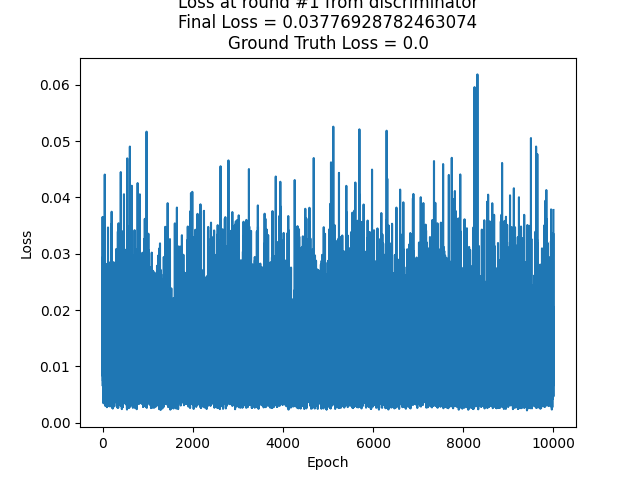 Loss at round #1 from discriminator
Final Loss = 0.03776928782463074
Ground Truth Loss = 0.0
0.06
0.05
0.04
0.03
0.02
0.01
0.00
Loss
0
2000
4000
6000
8000
10000
Epoch